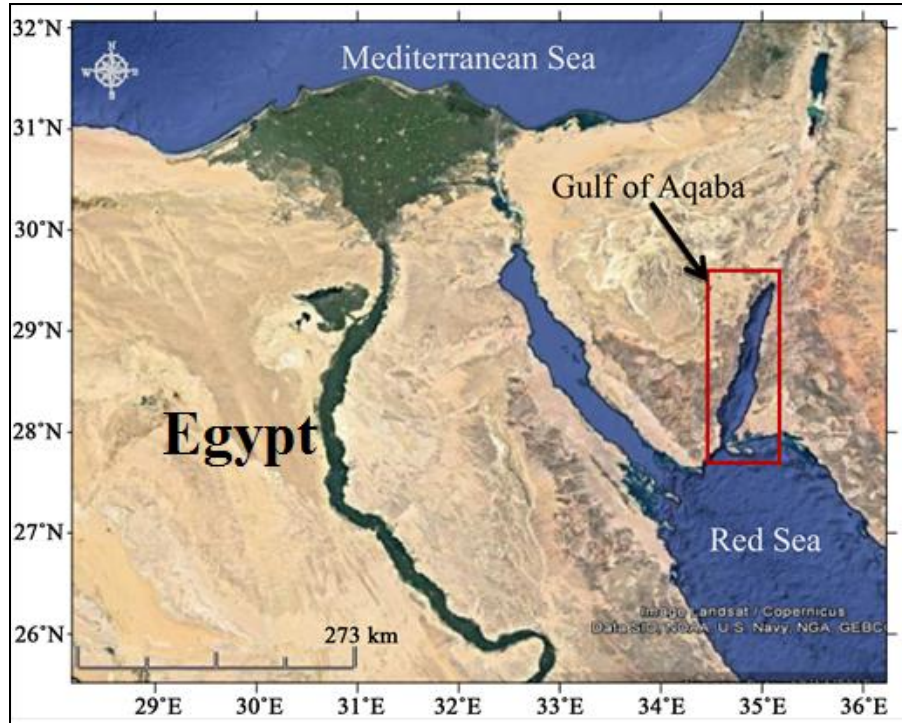 32˚N
N
W
E
S
Mediterranean Sea
31˚N
Gulf of Aqaba
30˚N
29˚N
28˚N
Egypt
27˚N
Red Sea
Image Landsat / Copernicus
Data SIO, NOAA, U.S. Navy, NGA, GEBC
26˚N
273 km
29˚E
30˚E
31˚E
32˚E
33˚E
34˚E
35˚E
36˚E